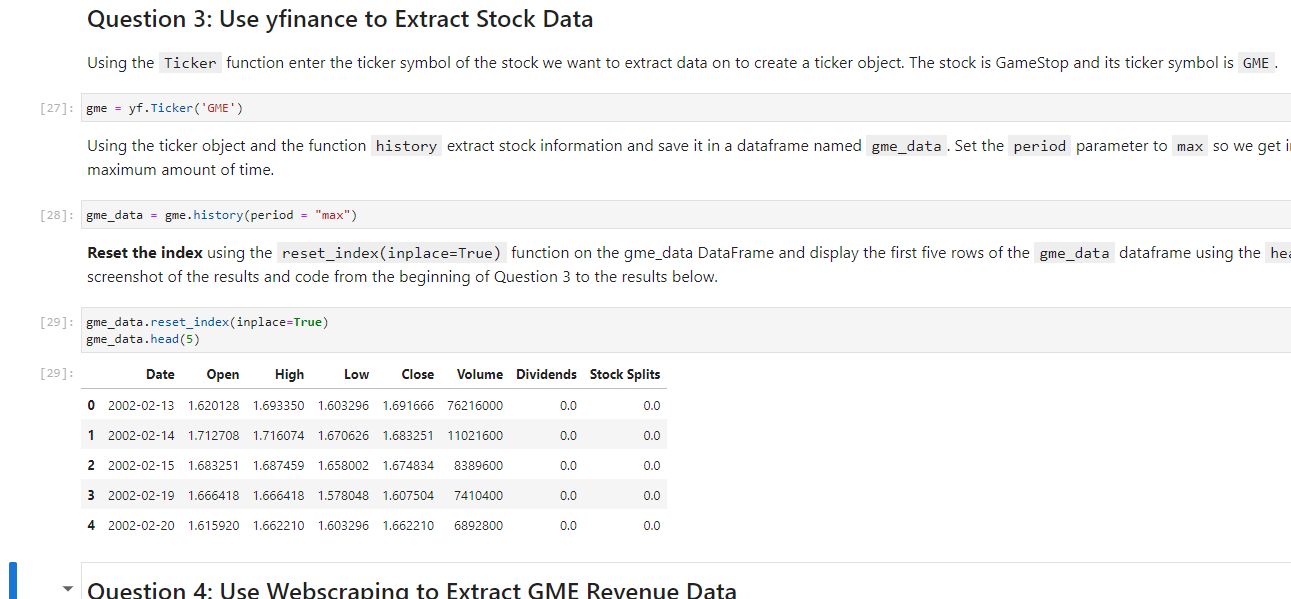 Question 3: Use yfinance to Extract Stock Data
Using the Ticker function enter the ticker symbol of the stock we want to extract data on to create a ticker object. The stock is GameStop and its ticker symbol is GME .
[27]: gme = yf.Ticker('GME')
Using the ticker object and the function history extract stock information and save it in a dataframe named gme_data . Set the period parameter to max so we get
maximum amount of time.
[28]: gme_data = gme.history(period = "max")
Reset the index using the reset_index(inplace=True) function on the gme_data DataFrame and display the first five rows of the gme_data dataframe using the
screenshot of the results and code from the beginning of Question 3 to the results below.
[29]: gme_data.reset_index(inplace=True)
gme_data.head(5)
[29]: Date Open High Low Close Volume Dividends Stock Splits
0 2002-02-13 1.620128 1.693350 1.603296 1.691666 76216000 0.0 0.0
1 2002-02-14 1.712708 1.716074 1.670626 1.683251 11021600 0.0 0.0
2 2002-02-15 1.683251 1.687459 1.658002 1.674834 8389600 0.0 0.0
3 2002-02-19 1.666418 1.666418 1.578048 1.607504 7410400 0.0 0.0
4 2002-02-20 1.615920 1.662210 1.603296 1.662210 6892800 0.0 0.0
Question 4: Use Webscraping to Extract GME Revenue Data